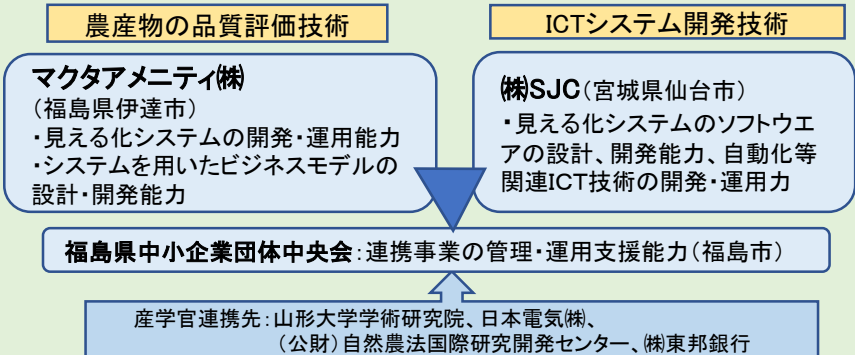 農産物の品質評価技術
ICTシステム開発技術
マクタアメニティ㈱
（福島県伊達市）
・見える化システムの開発・運用能力
・システムを用いたビジネスモデルの
設計・開発能力
㈱SJC（宮城県仙台市）
・見える化システムのソフトウエ
アの設計、開発能力、自動化等
関連ICT技術の開発・運用力
福島県中小企業団体中央会：連携事業の管理・運用支援能力（福島市）
産学官連携先：山形大学学術研究院、日本電気㈱、
（公財）自然農法国際研究開発センター、㈱東邦銀行